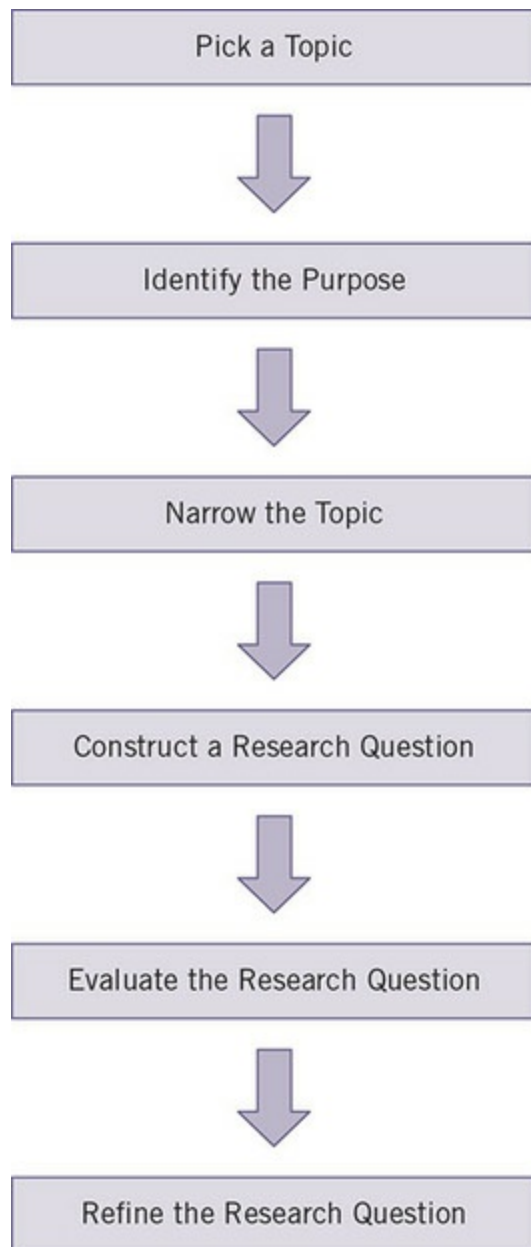 Pick a Topic
Identify the Purpose
Narrow the Topic
Construct a Research Question
Evaluate the Research Question
Refine the Research Question